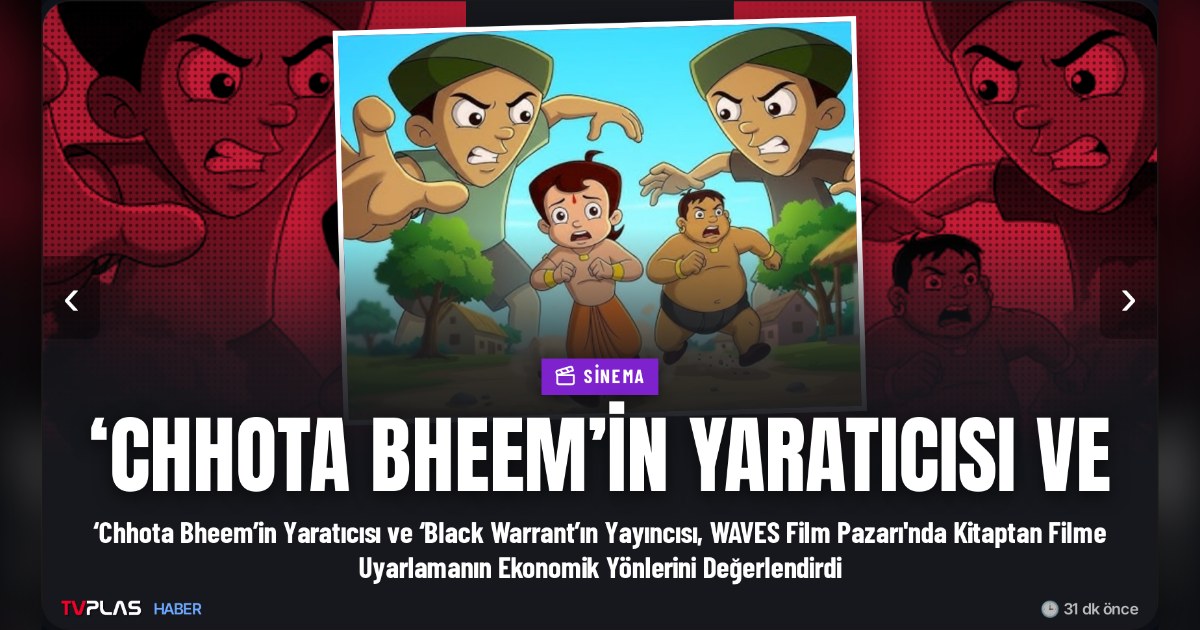 SİNEMA
‘CHHOTA BHEEM’İN YARATICISI VE
‘Chhota Bheem’in Yaratıcısı ve ‘Black Warrant’ın Yayıncısı, WAVES Film Pazarı'nda Kitaptan Filme
Uyarlamanın Ekonomik Yönlerini Değerlendirdi
TVPLAS HABER
31 dk önce